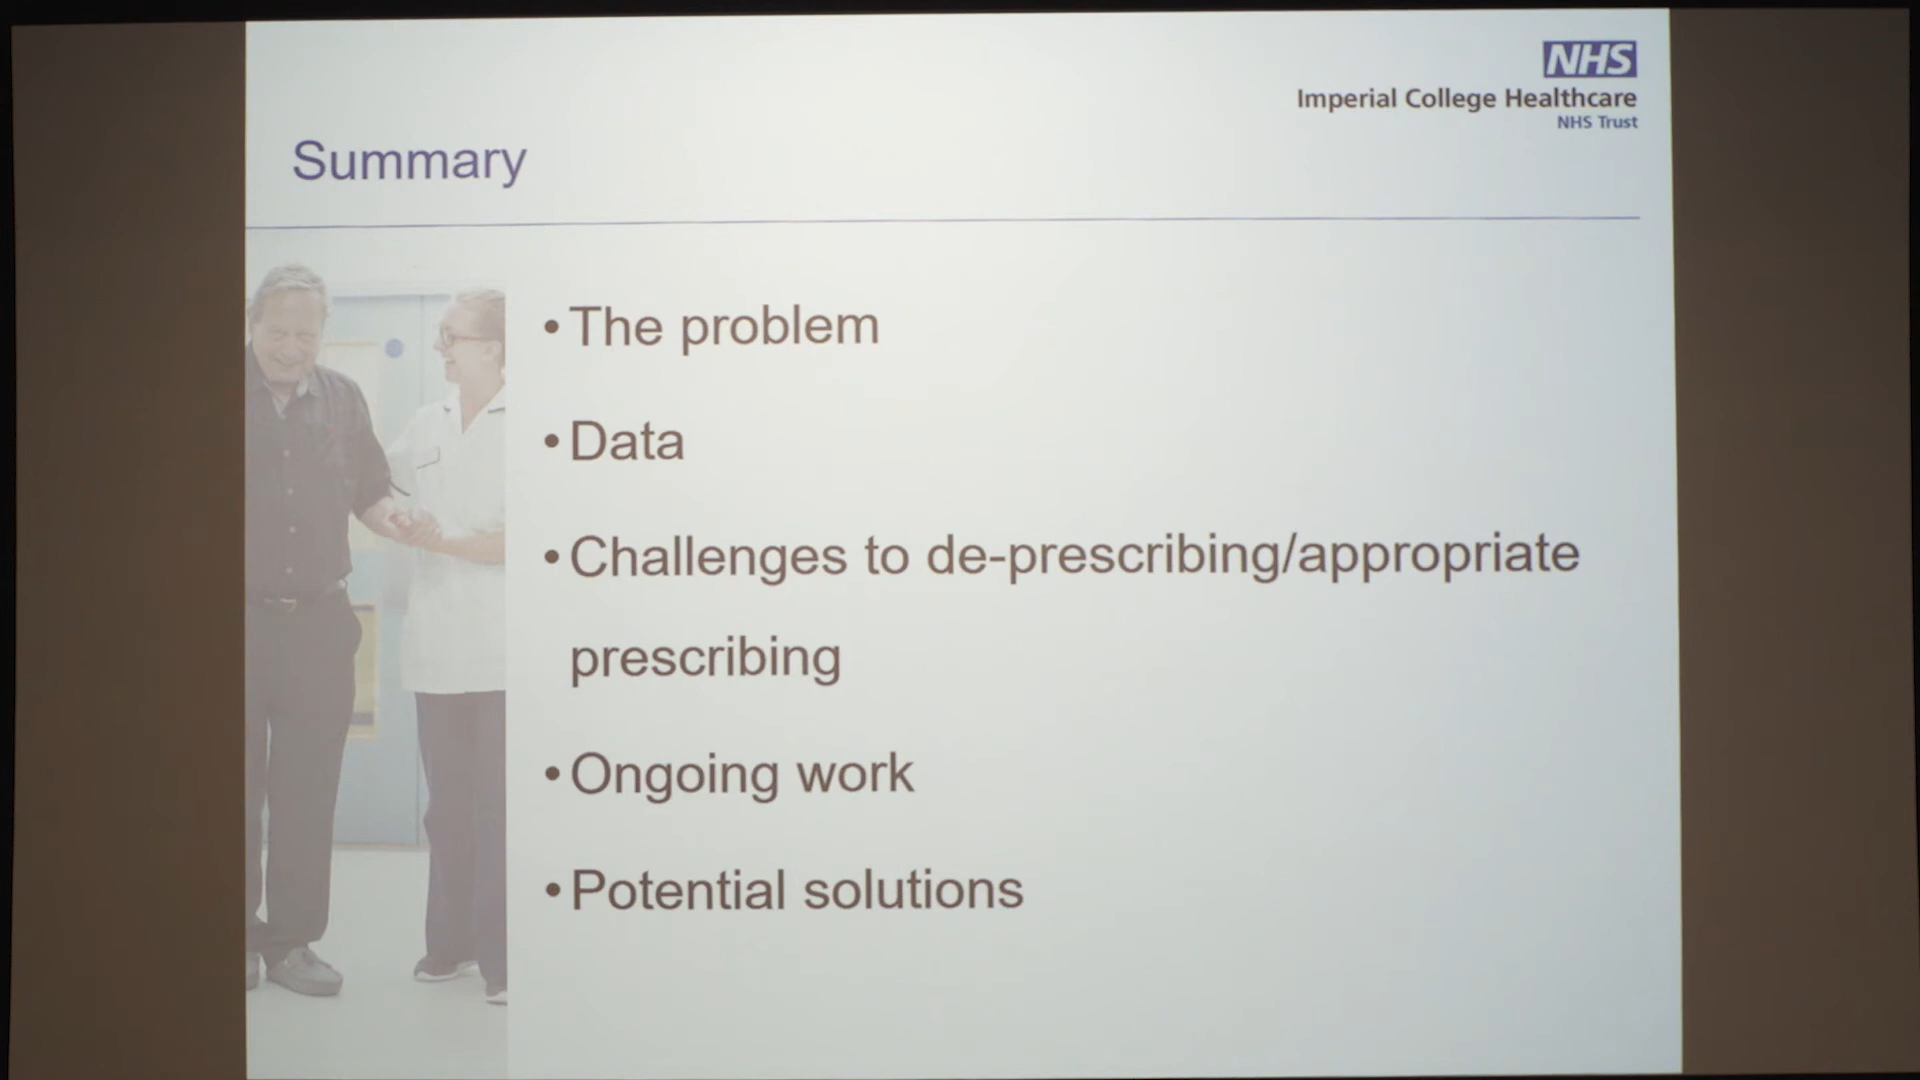 NHS
Imperial College Healthcare
NHS Trust
Summary
• The problem
• Data
• Challenges to de-prescribing/appropriate
prescribing
• Ongoing work
• Potential solutions